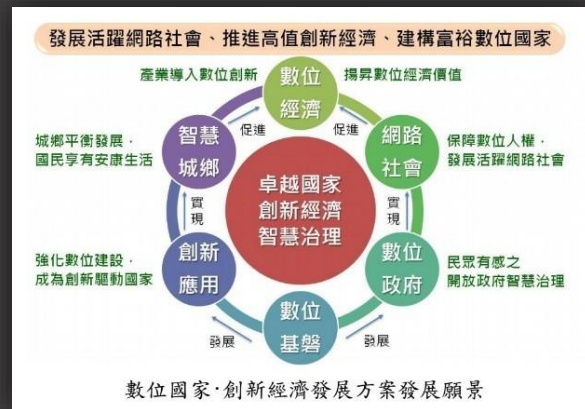 發展活躍網路社會、推進高值創新經濟、建構富裕數位國家
產業導入數位創新
數位
經濟
揚昇數位經濟價值
促進
促進
城鄉平衡發展，
國民享有安康生活
智慧
城鄉
網路
社會
保障數位人權，
發展活躍網路社會
卓越國家
創新經濟
智慧治理
實現
實現
強化數位建設，
成為創新驅動國家
創新
應用
數位
政府
民眾有感之
開放政府智慧治理
數位
基磐
發展
發展
數位國家·創新經濟發展方案發展願景